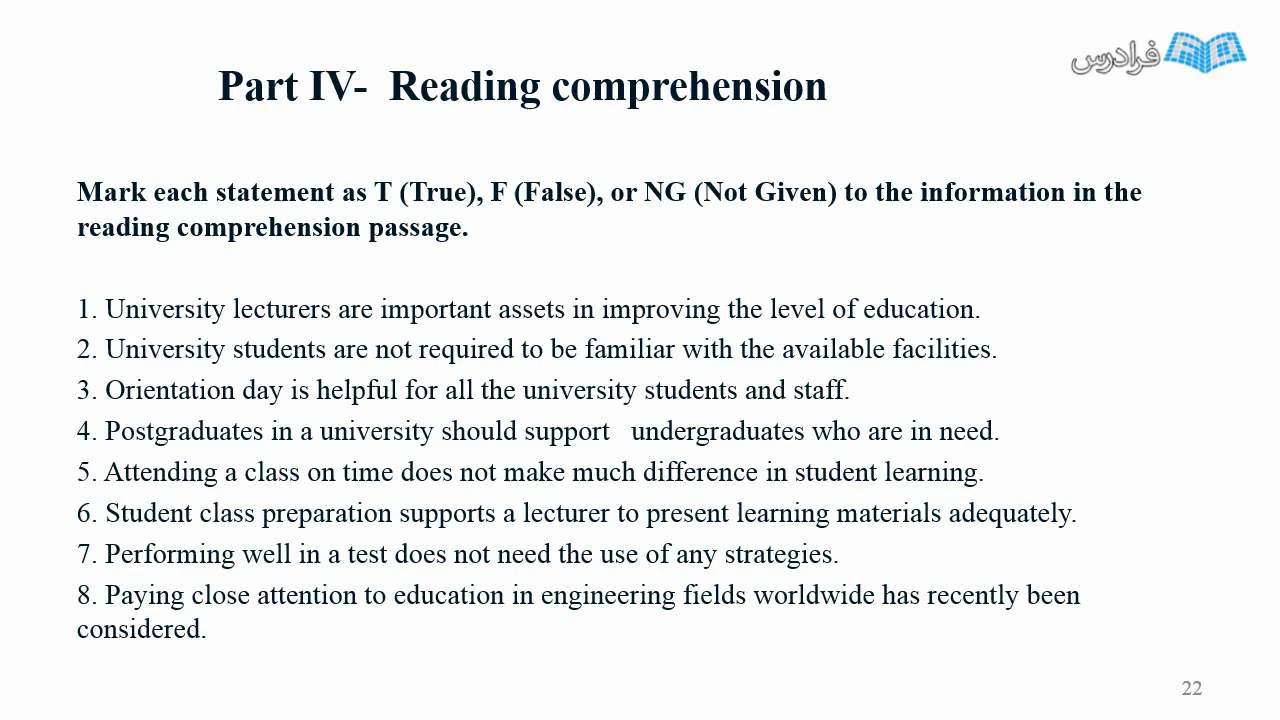 فرادرس
Part IV- Reading comprehension
Mark each statement as T (True), F (False), or NG (Not Given) to the information in the
reading comprehension passage.
1. University lecturers are important assets in improving the level of education.
2. University students are not required to be familiar with the available facilities.
3. Orientation day is helpful for all the university students and staff.
4. Postgraduates in a university should support undergraduates who are in need.
5. Attending a class on time does not make much difference in student learning.
6. Student class preparation supports a lecturer to present learning materials adequately.
7. Performing well in a test does not need the use of any strategies.
8. Paying close attention to education in engineering fields worldwide has recently been
considered.
22